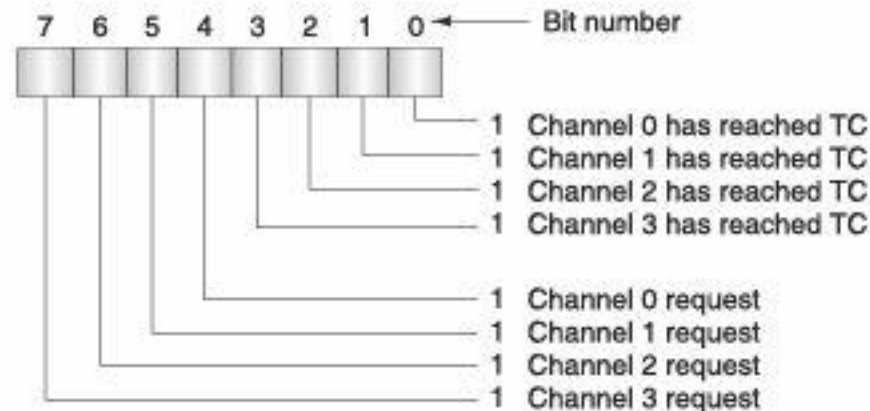 7 6 5 4 3 2 1 0 Bit number
1 Channel 0 has reached TC
1 Channel 1 has reached TC
1 Channel 2 has reached TC
1 Channel 3 has reached TC
1 Channel 0 request
1 Channel 1 request
1 Channel 2 request
1 Channel 3 request